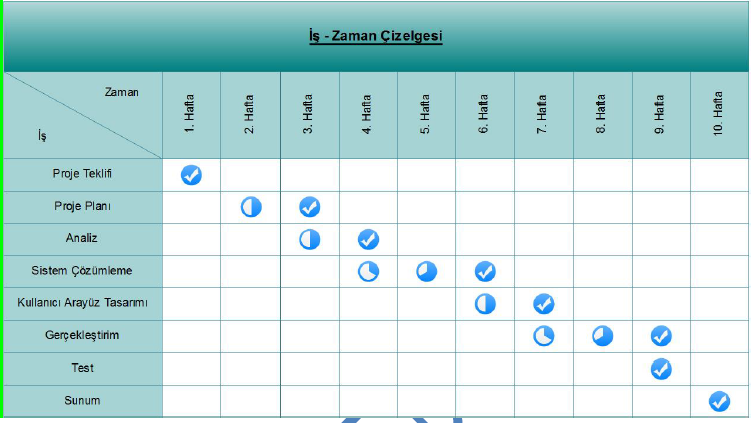 İş - Zaman Çizelgesi
Zaman
İş
1. Hafta
2. Hafta
3. Hafta
4. Hafta
5. Hafta
6. Hafta
7. Hafta
8. Hafta
9. Hafta
10. Hafta
Proje Teklifi
Proje Planı
Analiz
Sistem Çözümleme
Kullanıcı Arayüz Tasarımı
Gerçekleştirim
Test
Sunum